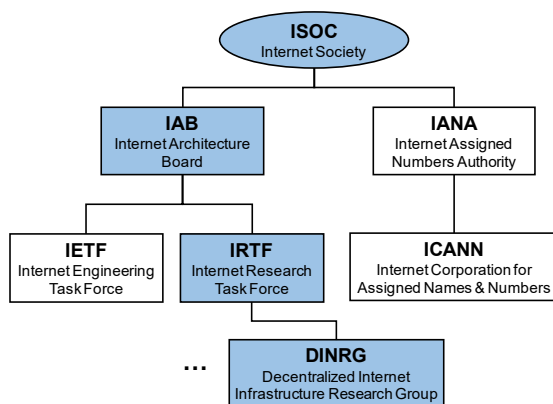 ISOC
Internet Society
IAB
Internet Architecture
Board
IANA
Internet Assigned
Numbers Authority
IETF
Internet Engineering
Task Force
IRTF
Internet Research
Task Force
ICANN
Internet Corporation for
Assigned Names & Numbers
...
DINRG
Decentralized Internet
Infrastructure Research Group